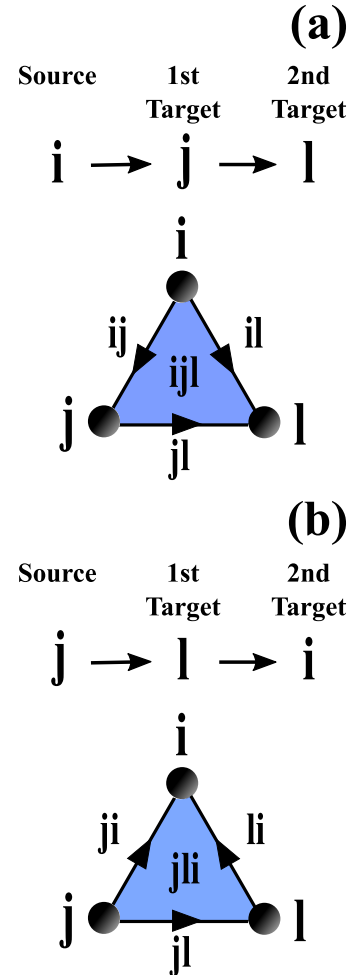 (a)
Source 1st Target 2nd Target
i j l
i
ij il
ijl
j l
jl
(b)
Source 1st Target 2nd Target
j l i
i
ji li
jli
j l
jl